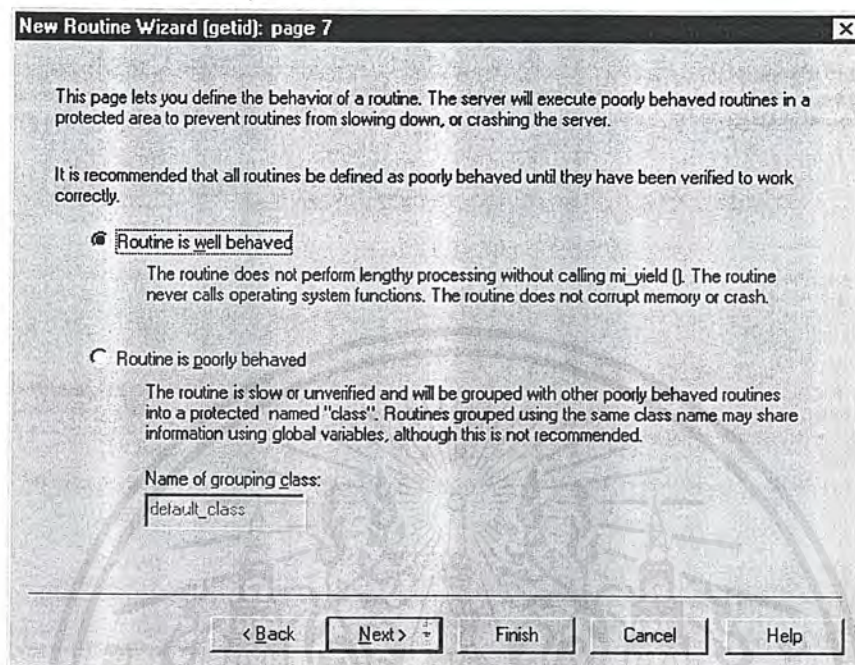 New Routine Wizard (getid): page 7
This page lets you define the behavior of a routine. The server will execute poorly behaved routines in a
protected area to prevent routines from slowing down, or crashing the server.
It is recommended that all routines be defined as poorly behaved until they have been verified to work
correctly.
Routine is well behaved
The routine does not perform lengthy processing without calling mi_yield (). The routine
never calls operating system functions. The routine does not corrupt memory or crash.
Routine is poorly behaved
The routine is slow or unverified and will be grouped with other poorly behaved routines
into a protected named "class". Routines grouped using the same class name may share
information using global variables, although this is not recommended.
Name of grouping class:
default_class
< Back Next > Finish Cancel Help